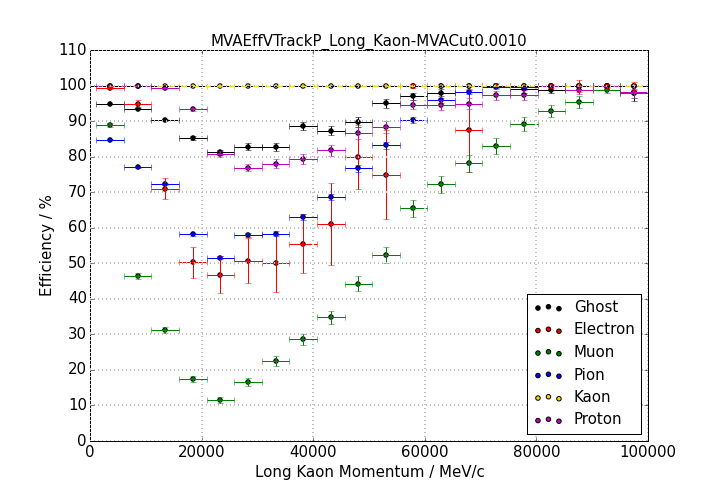 MVAEffVTrackP_Long_Kaon-MVACut0.0010
110
100
90
80
70
60
50
40
30
20
10
0
Efficiency / %
0 20000 40000 60000 80000 100000
Long Kaon Momentum / MeV/c
Ghost
Electron
Muon
Pion
Kaon
Proton